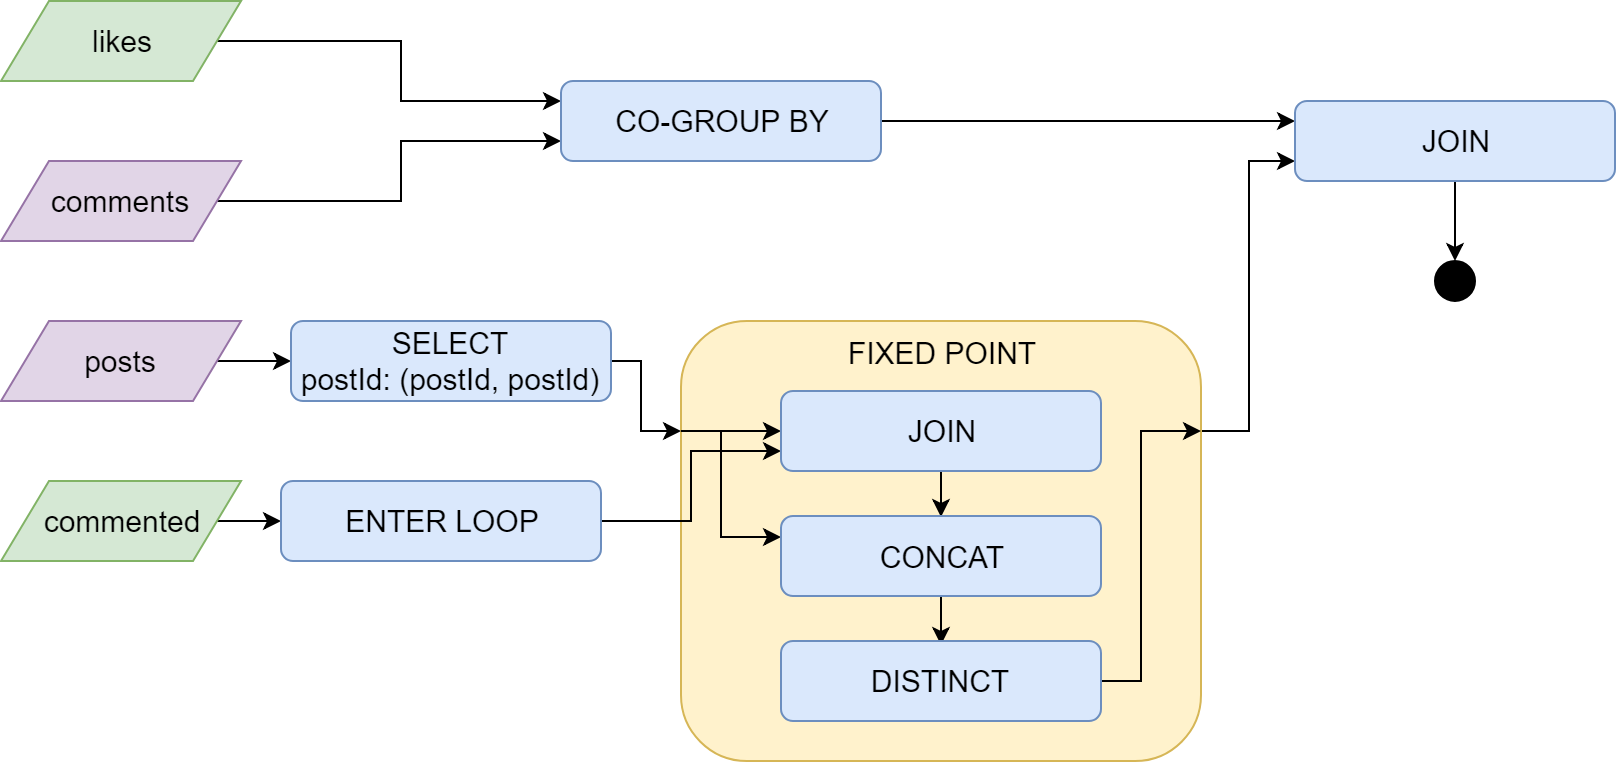 likes
CO-GROUP BY
JOIN
comments
posts
SELECT
postId: (postId, postId)
FIXED POINT
JOIN
commented
ENTER LOOP
CONCAT
DISTINCT